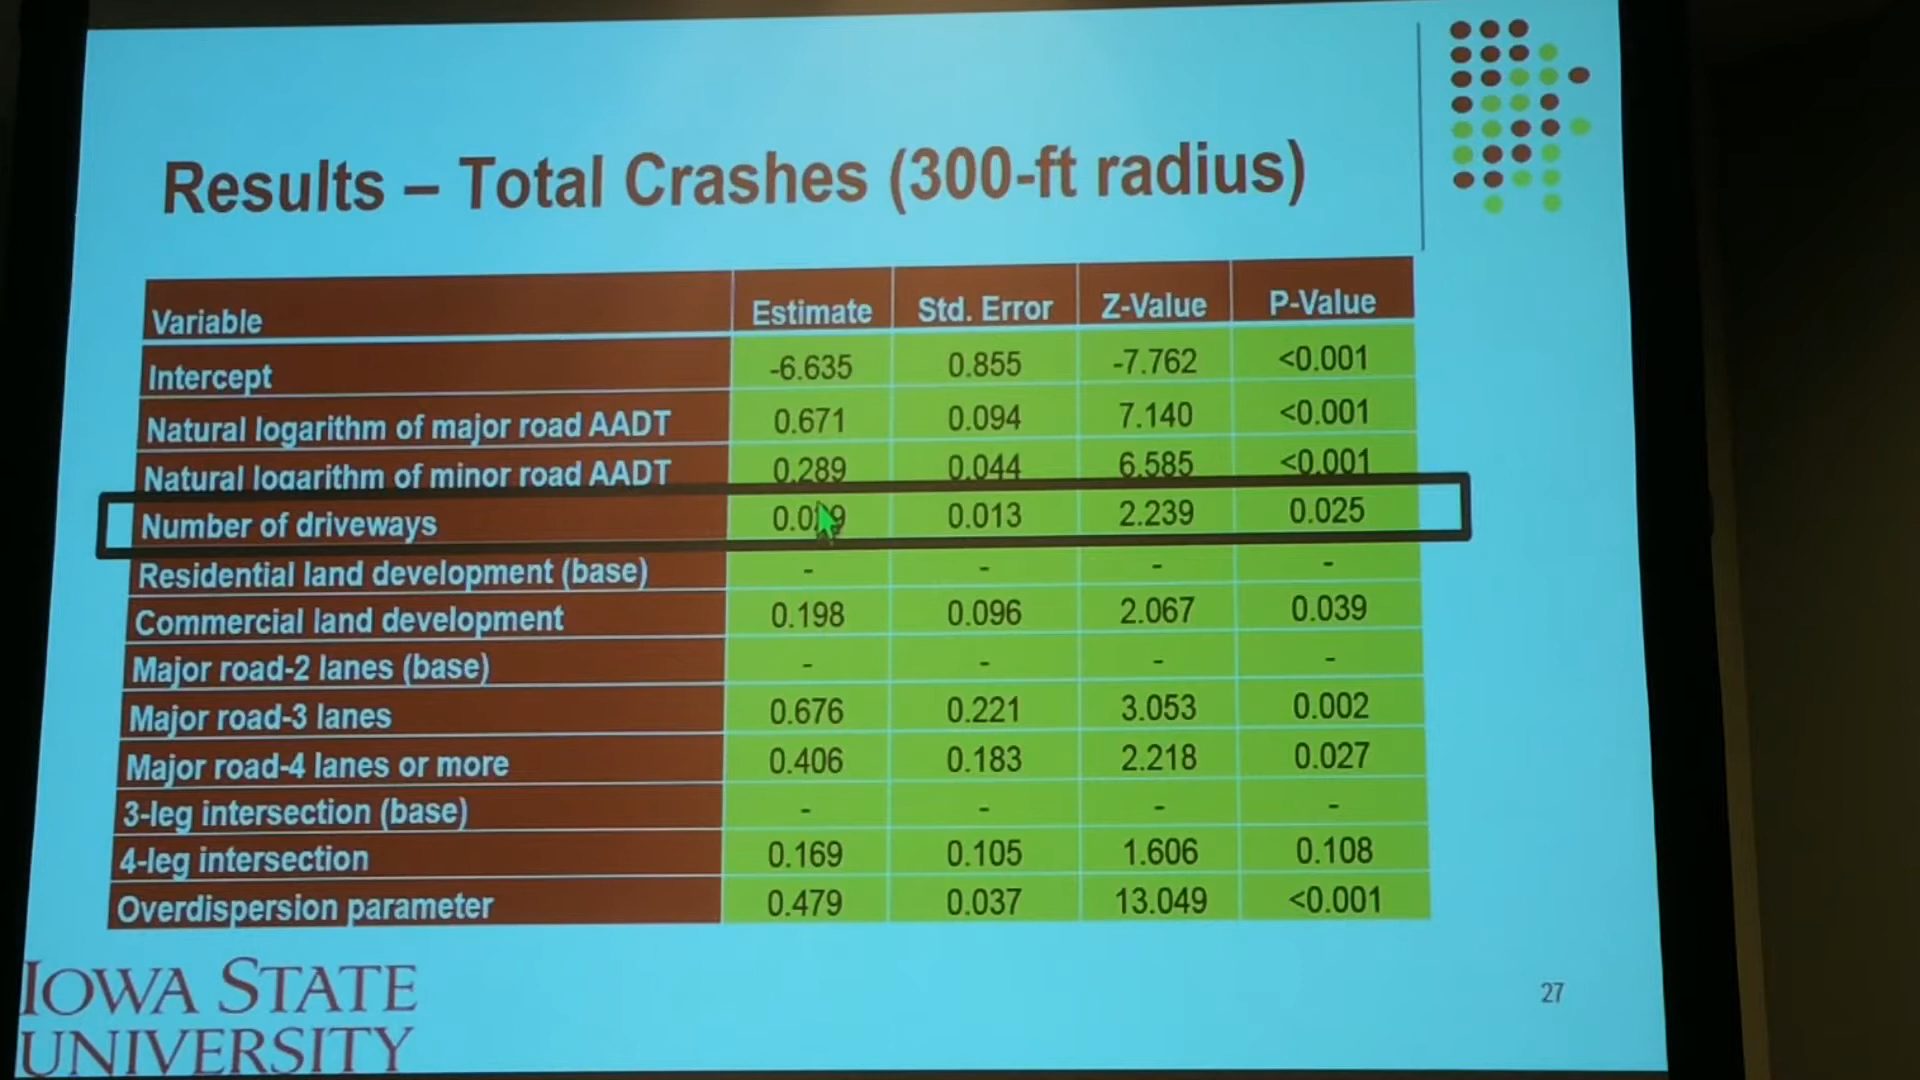 Results – Total Crashes (300-ft radius)
Variable Estimate Std. Error Z-Value P-Value
Intercept -6.635 0.855 -7.762 <0.001
Natural logarithm of major road AADT 0.671 0.094 7.140 <0.001
Natural logarithm of minor road AADT 0.289 0.044 6.585 <0.001
Number of driveways 0.013 2.239 0.025
Residential land development (base) - - - -
Commercial land development 0.198 0.096 2.067 0.039
Major road-2 lanes (base) - - - -
Major road-3 lanes 0.676 0.221 3.053 0.002
Major road-4 lanes or more 0.406 0.183 2.218 0.027
3-leg intersection (base) - - - -
4-leg intersection 0.169 0.105 1.606 0.108
Overdispersion parameter 0.479 0.037 13.049 <0.001
IOWA STATE
UNIVERSITY
27